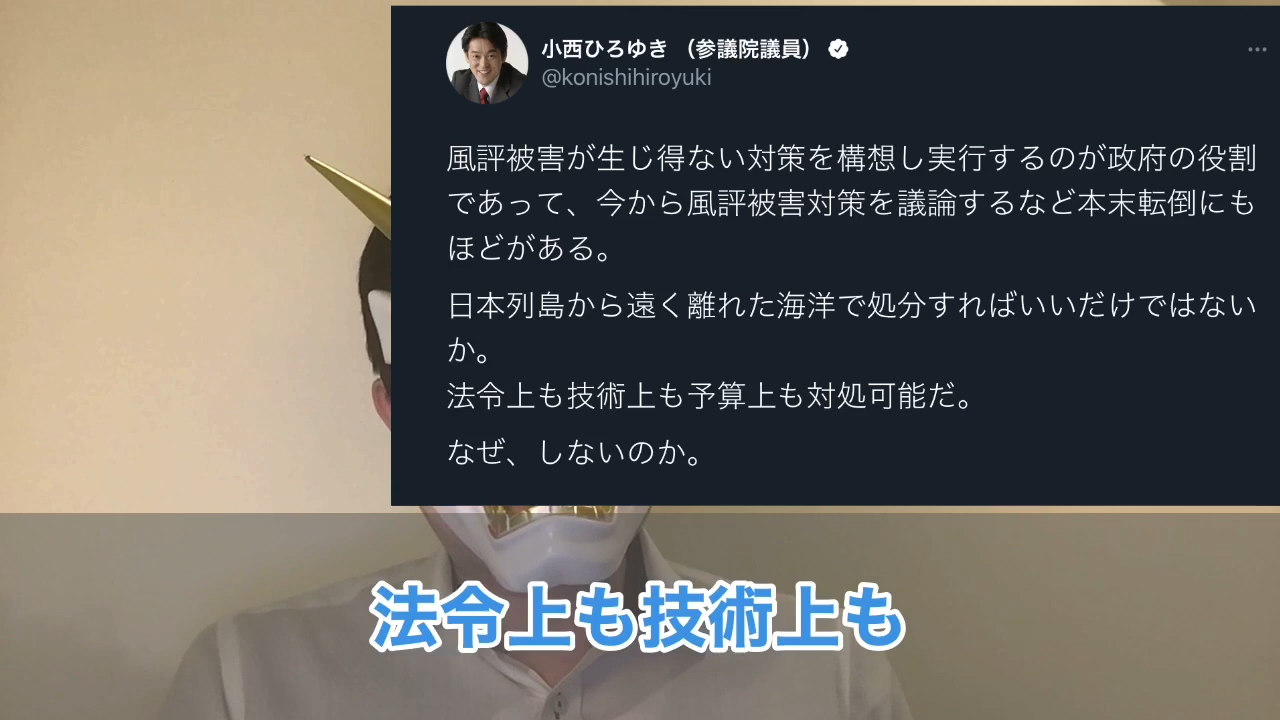 小西ひろゆき （参議院議員）
@konishihiroyuki
風評被害が生じ得ない対策を構想し実行するのが政府の役割
であって、今から風評被害対策を議論するなど本末転倒にも
ほどがある。
日本列島から遠く離れた海洋で処分すればいいだけではない
か。
法令上も技術上も予算上も対処可能だ。
なぜ、しないのか。
法令上も技術上も